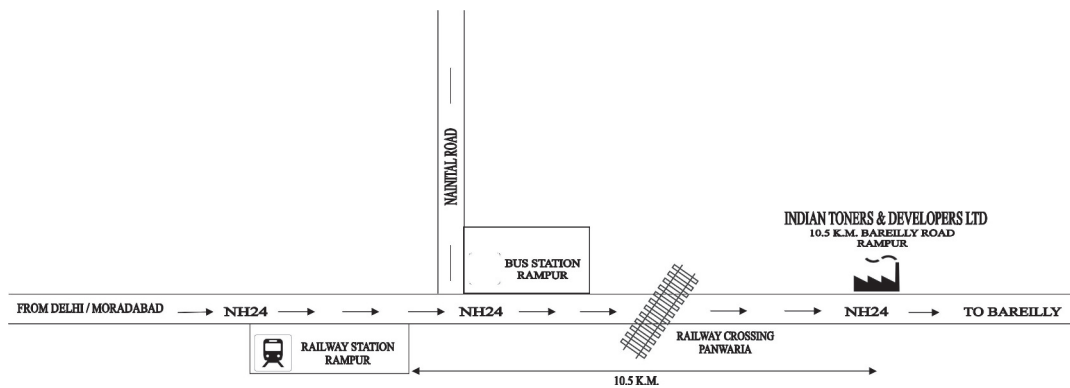 NAINITAL ROAD
INDIAN TONERS & DEVELOPERS LTD
10.5 K.M. BAREILLY ROAD
RAMPUR
BUS STATION
RAMPUR
FROM DELHI / MORADABAD
NH24
NH24
NH24
TO BAREILLY
RAILWAY STATION
RAMPUR
RAILWAY CROSSING
PANWARIA
10.5 K.M.